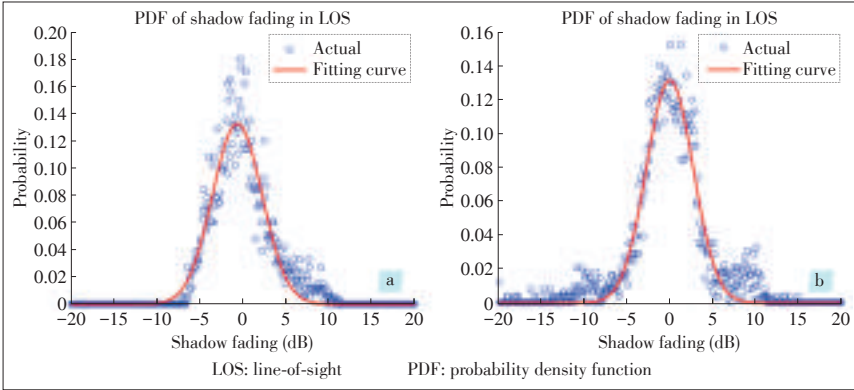 PDF of shadow fading in LOS
0.20
0.18
0.16
0.14
0.12
0.10
0.08
0.06
0.04
0.02
0
Probability
Actual
Fitting curve
a
−20 −15 −10 −5 0 5 10 15 20
Shadow fading (dB)
PDF of shadow fading in LOS
0.16
0.14
0.12
0.10
0.08
0.06
0.04
0.02
0
Probability
Actual
Fitting curve
b
−20 −15 −10 −5 0 5 10 15 20
Shadow fading (dB)
LOS: line-of-sight PDF: probability density function